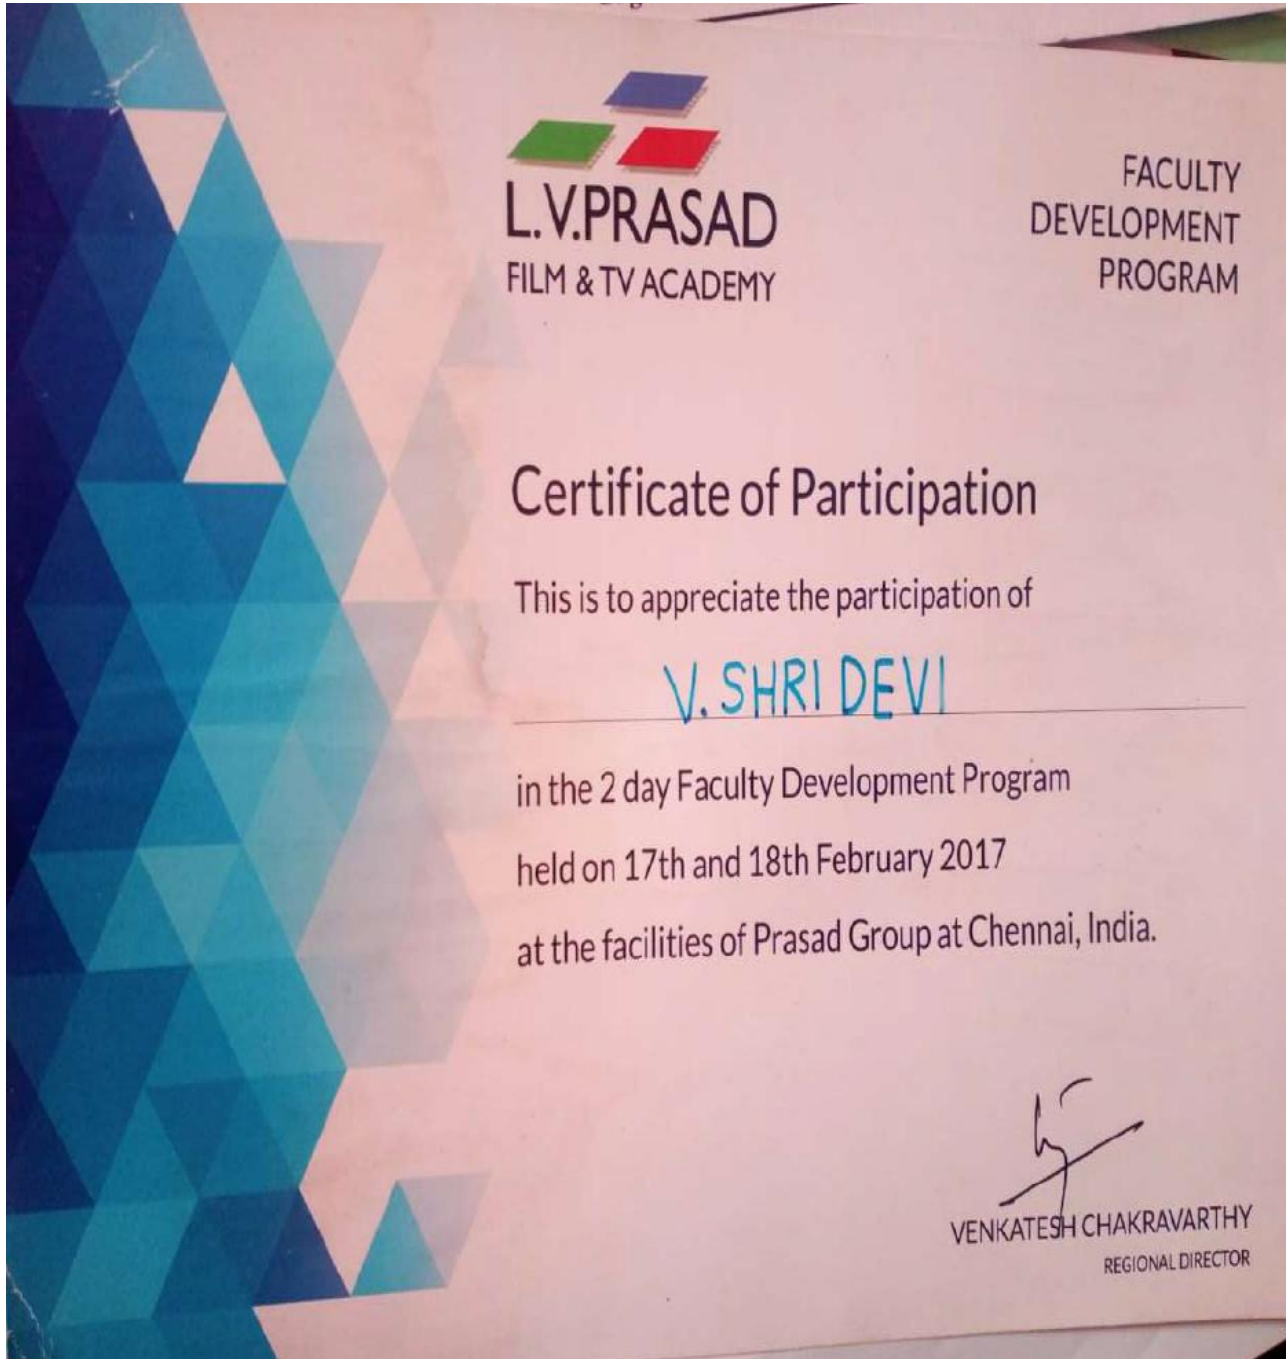 L.V.PRASAD
FILM & TV ACADEMY
FACULTY
DEVELOPMENT
PROGRAM
Certificate of Participation
This is to appreciate the participation of
V. SHRI DEVI
in the 2 day Faculty Development Program
held on 17th and 18th February 2017
at the facilities of Prasad Group at Chennai, India.
VENKATESH CHAKRAVARTHY
REGIONAL DIRECTOR